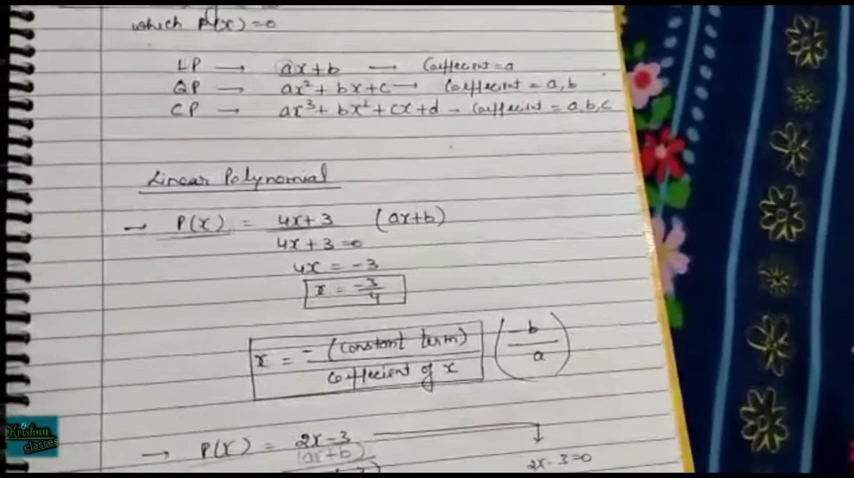 which P(x)=0
LP → ax+b → Coefficient = a
QP → ax²+bx+c → Coefficient = a,b
CP → ax³+bx²+cx+d – Coefficient = a,b,c
Linear Polynomial
→ P(x) = 4x+3 (ax+b)
4x+3=0
4x = -3
x = -3/4
x = -(constant term)/Coefficient of x (-b/a)
→ P(x) = 2x-3
(ax+b)
2x-3=0
Krishna
classes